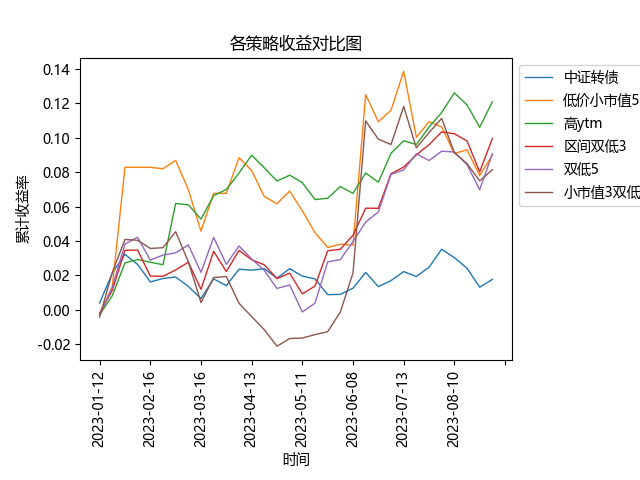 各策略收益对比图
累计收益率
0.14
0.12
0.10
0.08
0.06
0.04
0.02
0.00
-0.02
2023-01-12
2023-02-16
2023-03-16
2023-04-13
2023-05-11
2023-06-08
2023-07-13
2023-08-10
时间
中证转债
低价小市值5
高ytm
区间双低3
双低5
小市值3双低